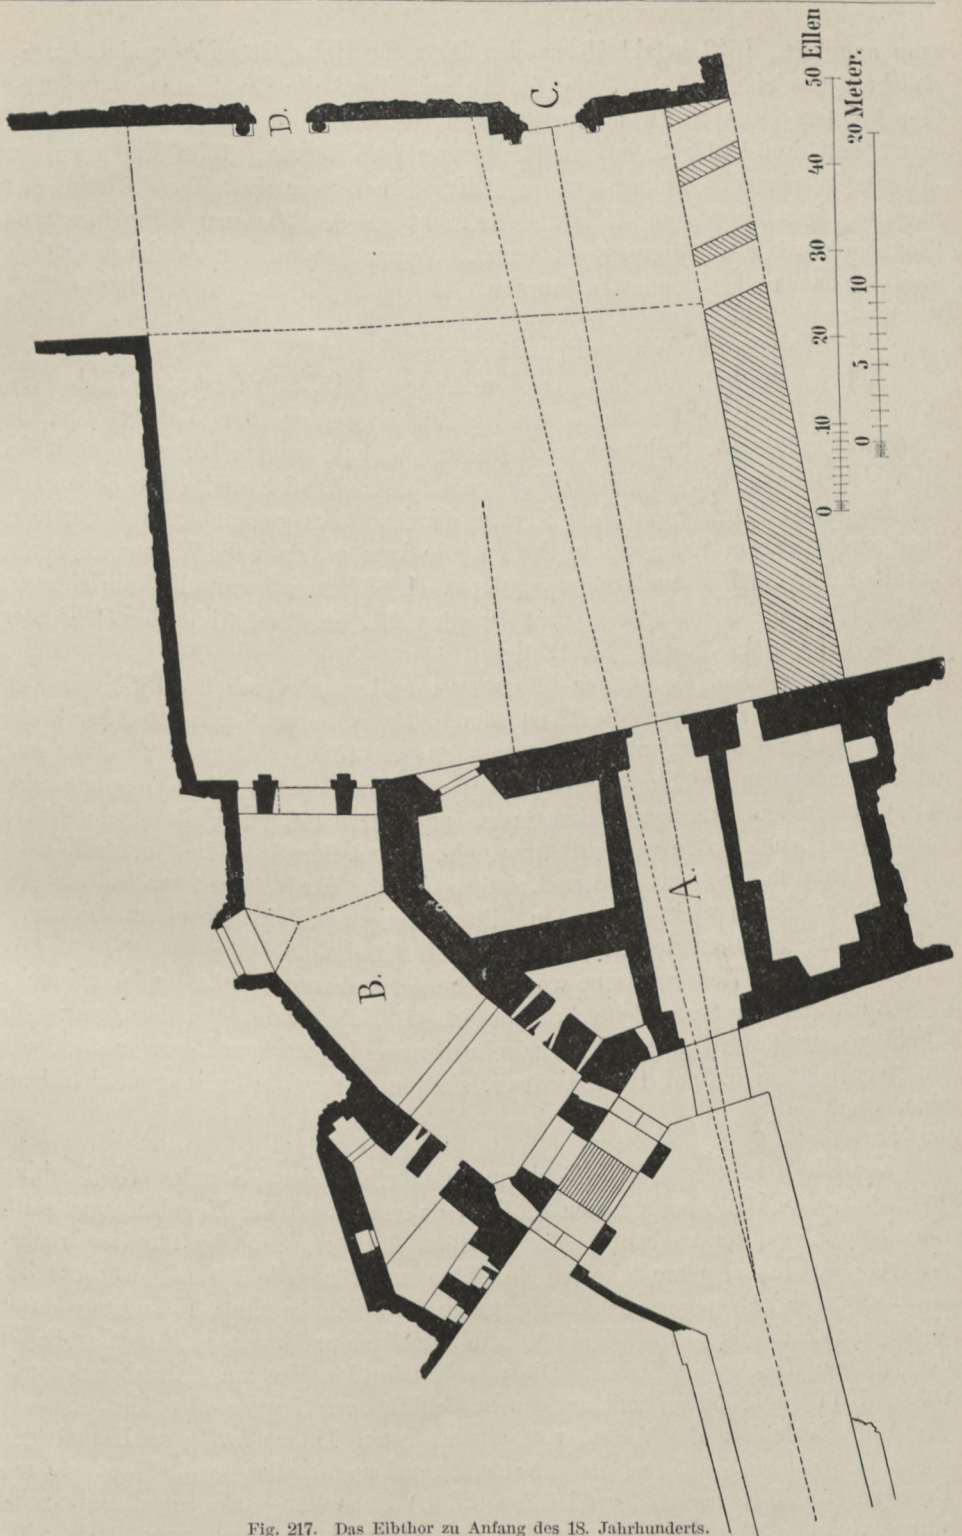 D.
C.
50 Ellen
40
30
20
10
0
20 Meter.
10
5
0
A.
B.
Fig. 217. Das Elbthor zu Anfang des 18. Jahrhunderts.